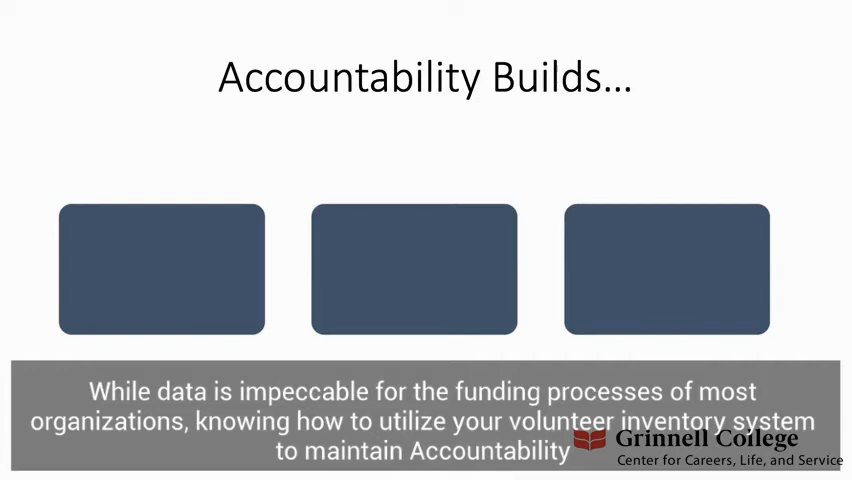 Accountability Builds...
While data is impeccable for the funding processes of most
organizations, knowing how to utilize your volunteer inventory system
to maintain Accountability
Grinnell College
Center for Careers, Life, and Service